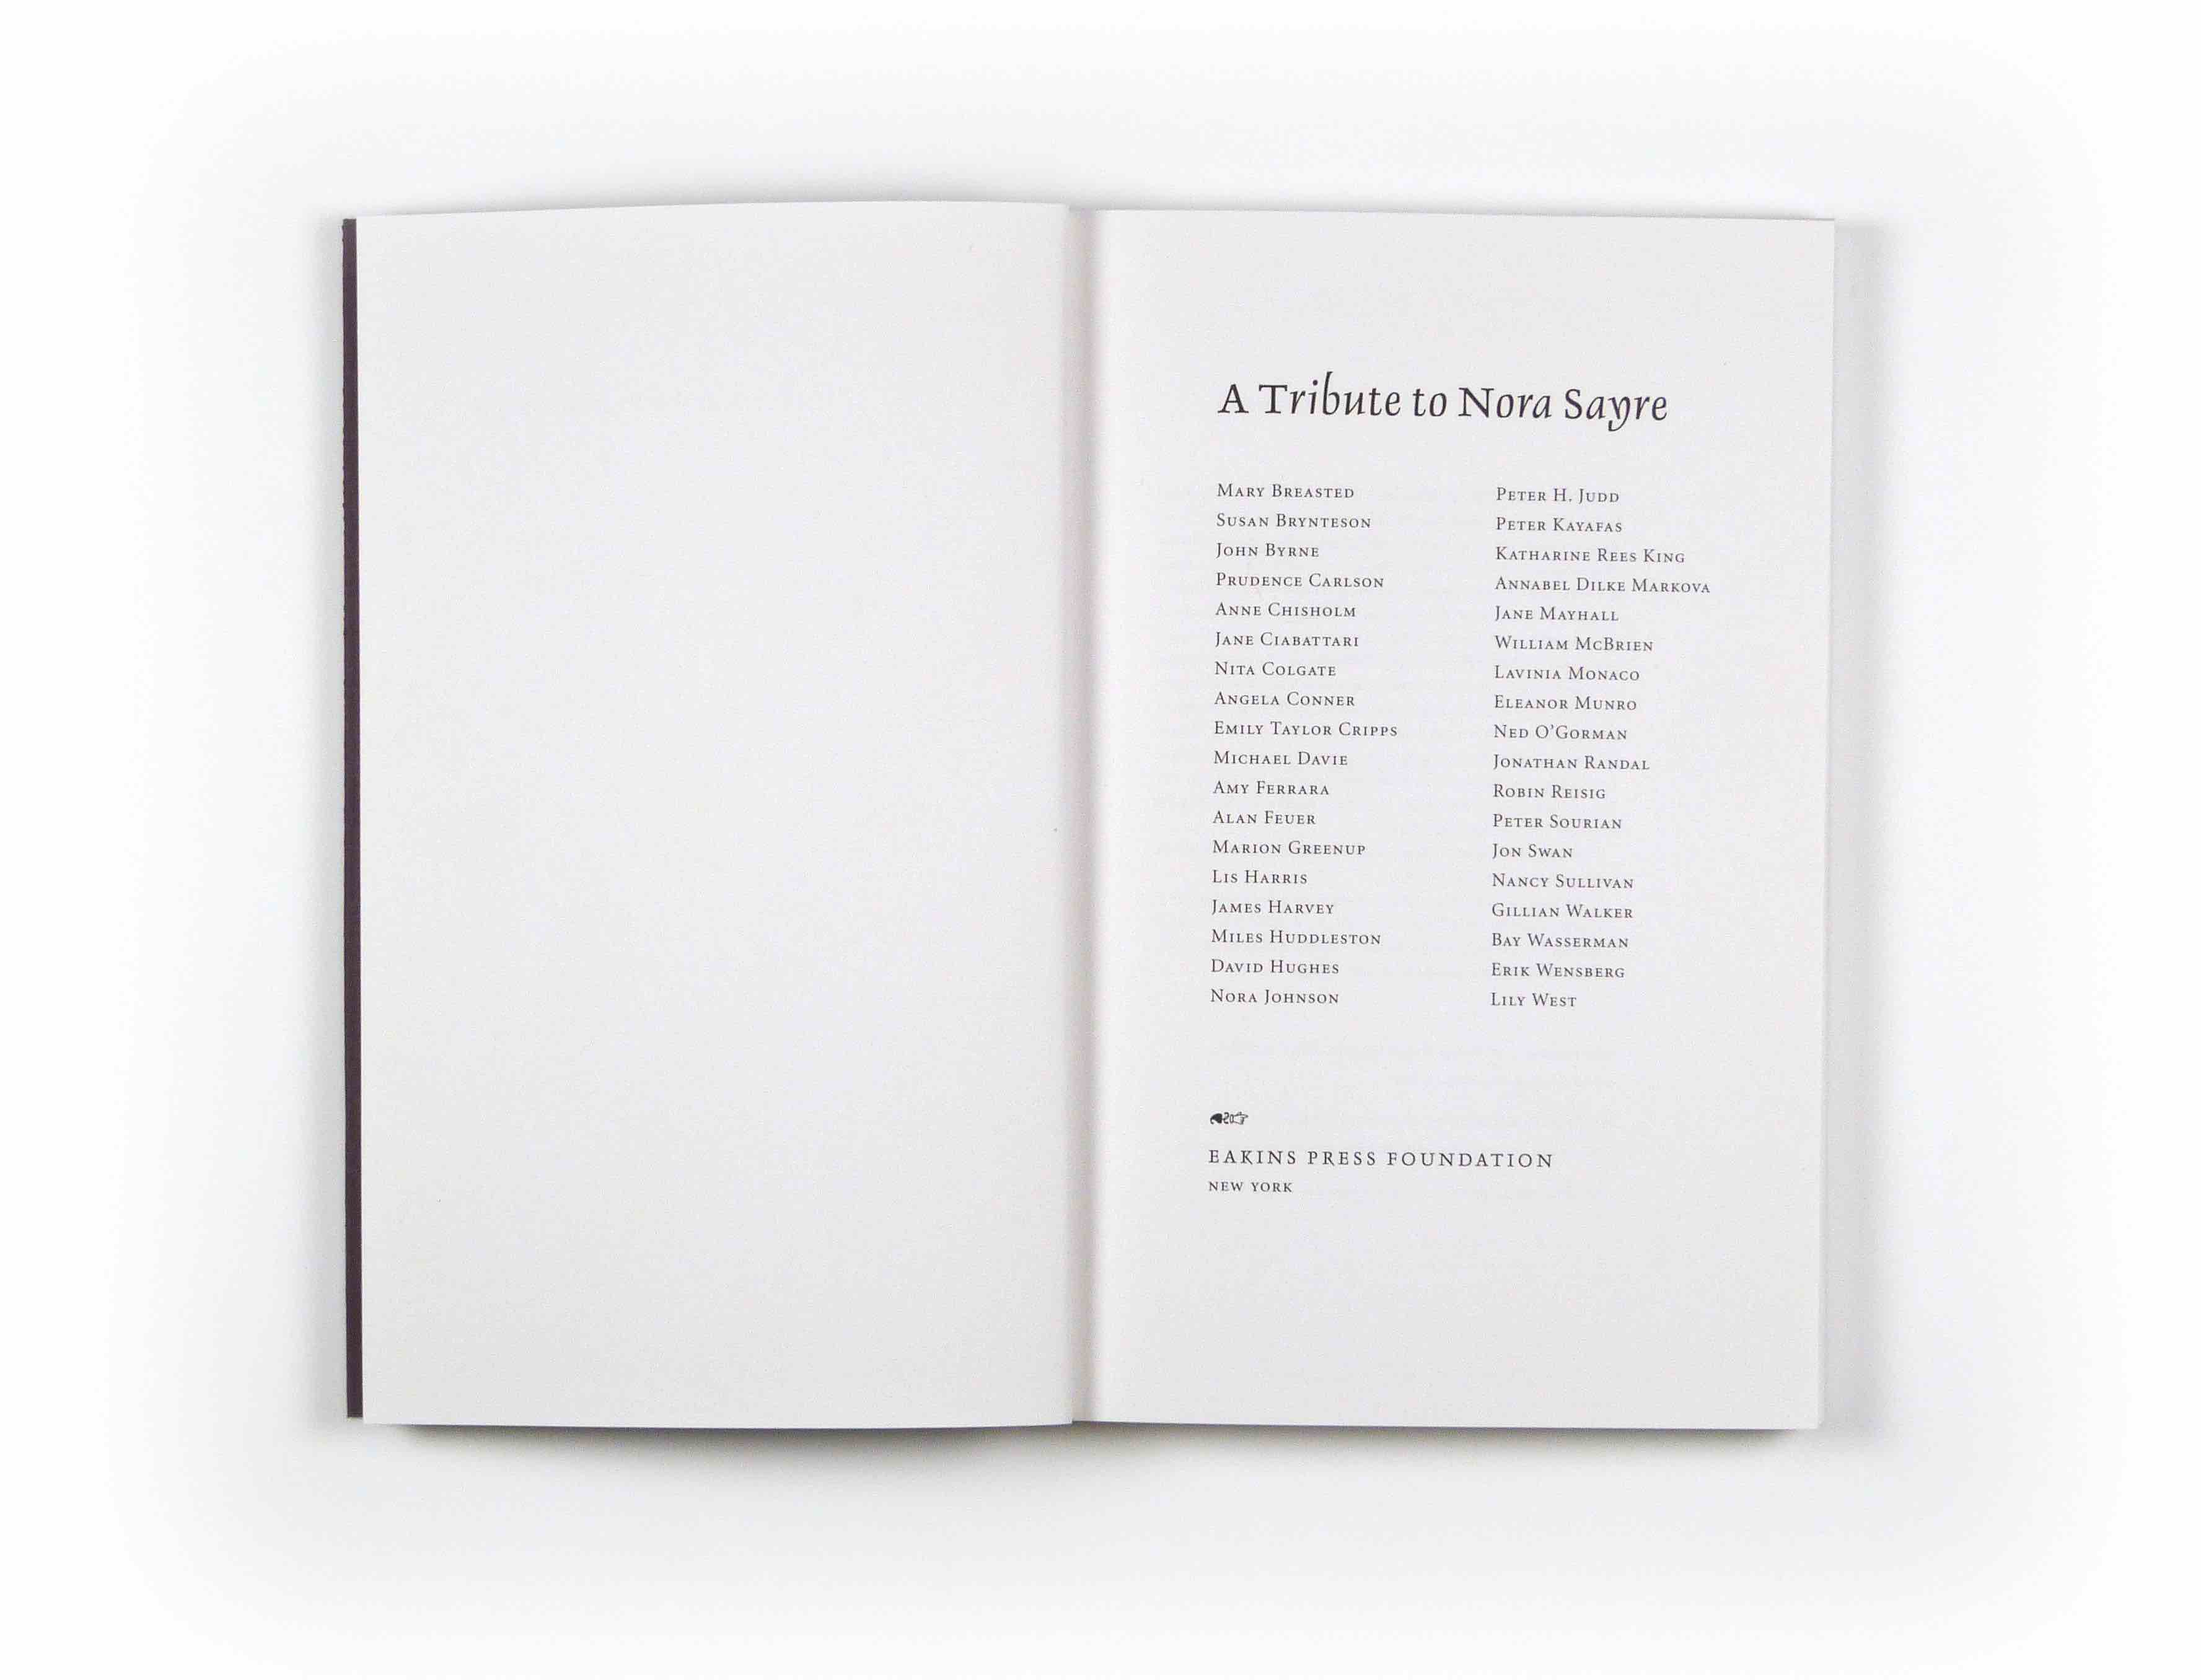 A Tribute to Nora Sayre
Mary Breasted
Susan Brynteson
John Byrne
Prudence Carlson
Anne Chisholm
Jane Ciabattari
Nita Colgate
Angela Conner
Emily Taylor Cripps
Michael Davie
Amy Ferrara
Alan Feuer
Marion Greenup
Lis Harris
James Harvey
Miles Huddleston
David Hughes
Nora Johnson
Peter H. Judd
Peter Kayafas
Katharine Rees King
Annabel Dilke Markova
Jane Mayhall
William McBrien
Lavinia Monaco
Eleanor Munro
Ned O’Gorman
Jonathan Randal
Robin Reisig
Peter Sourian
Jon Swan
Nancy Sullivan
Gillian Walker
Bay Wasserman
Erik Wensberg
Lily West
EAKINS PRESS FOUNDATION
NEW YORK